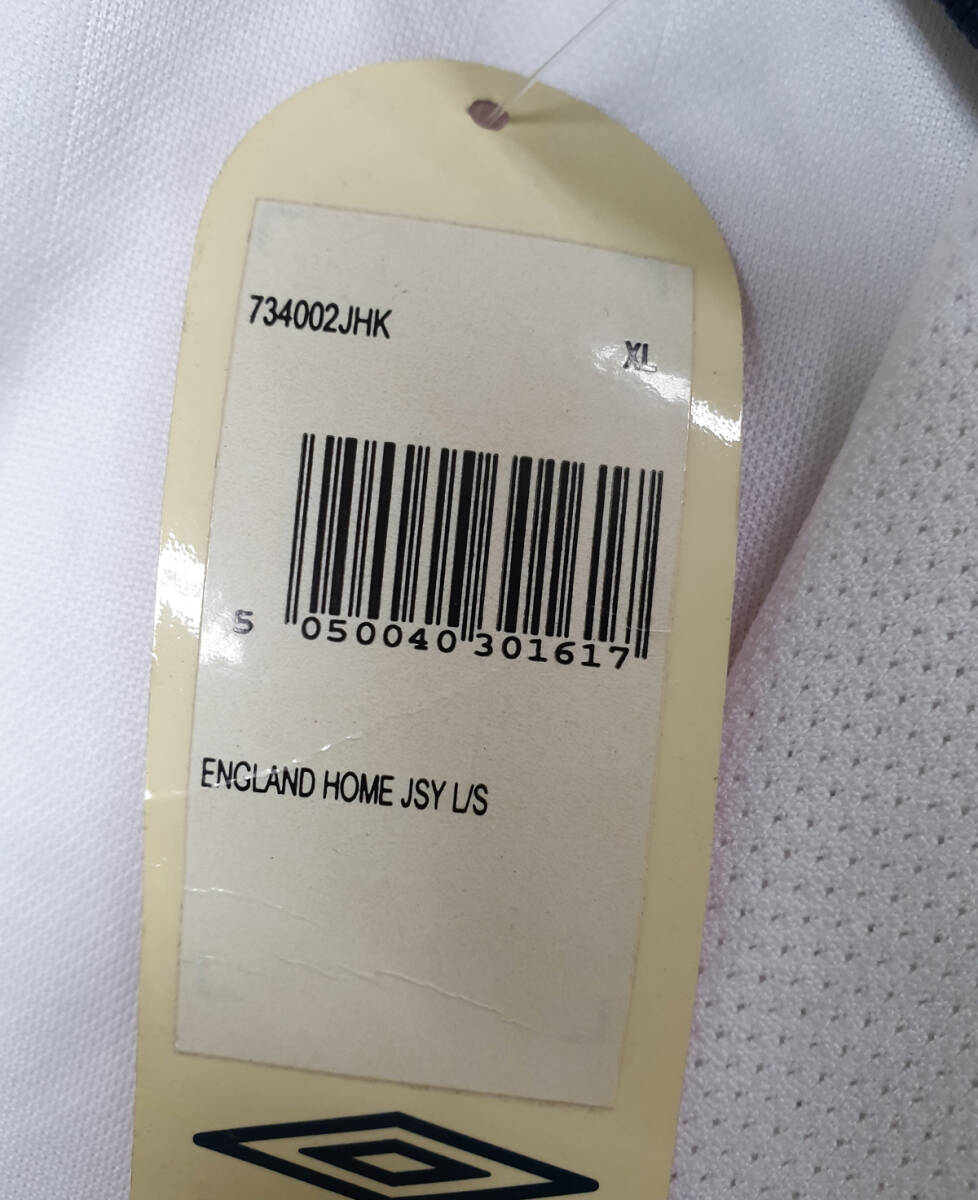 734002JHK
XL
5 050040 301617
ENGLAND HOME JSY L/S